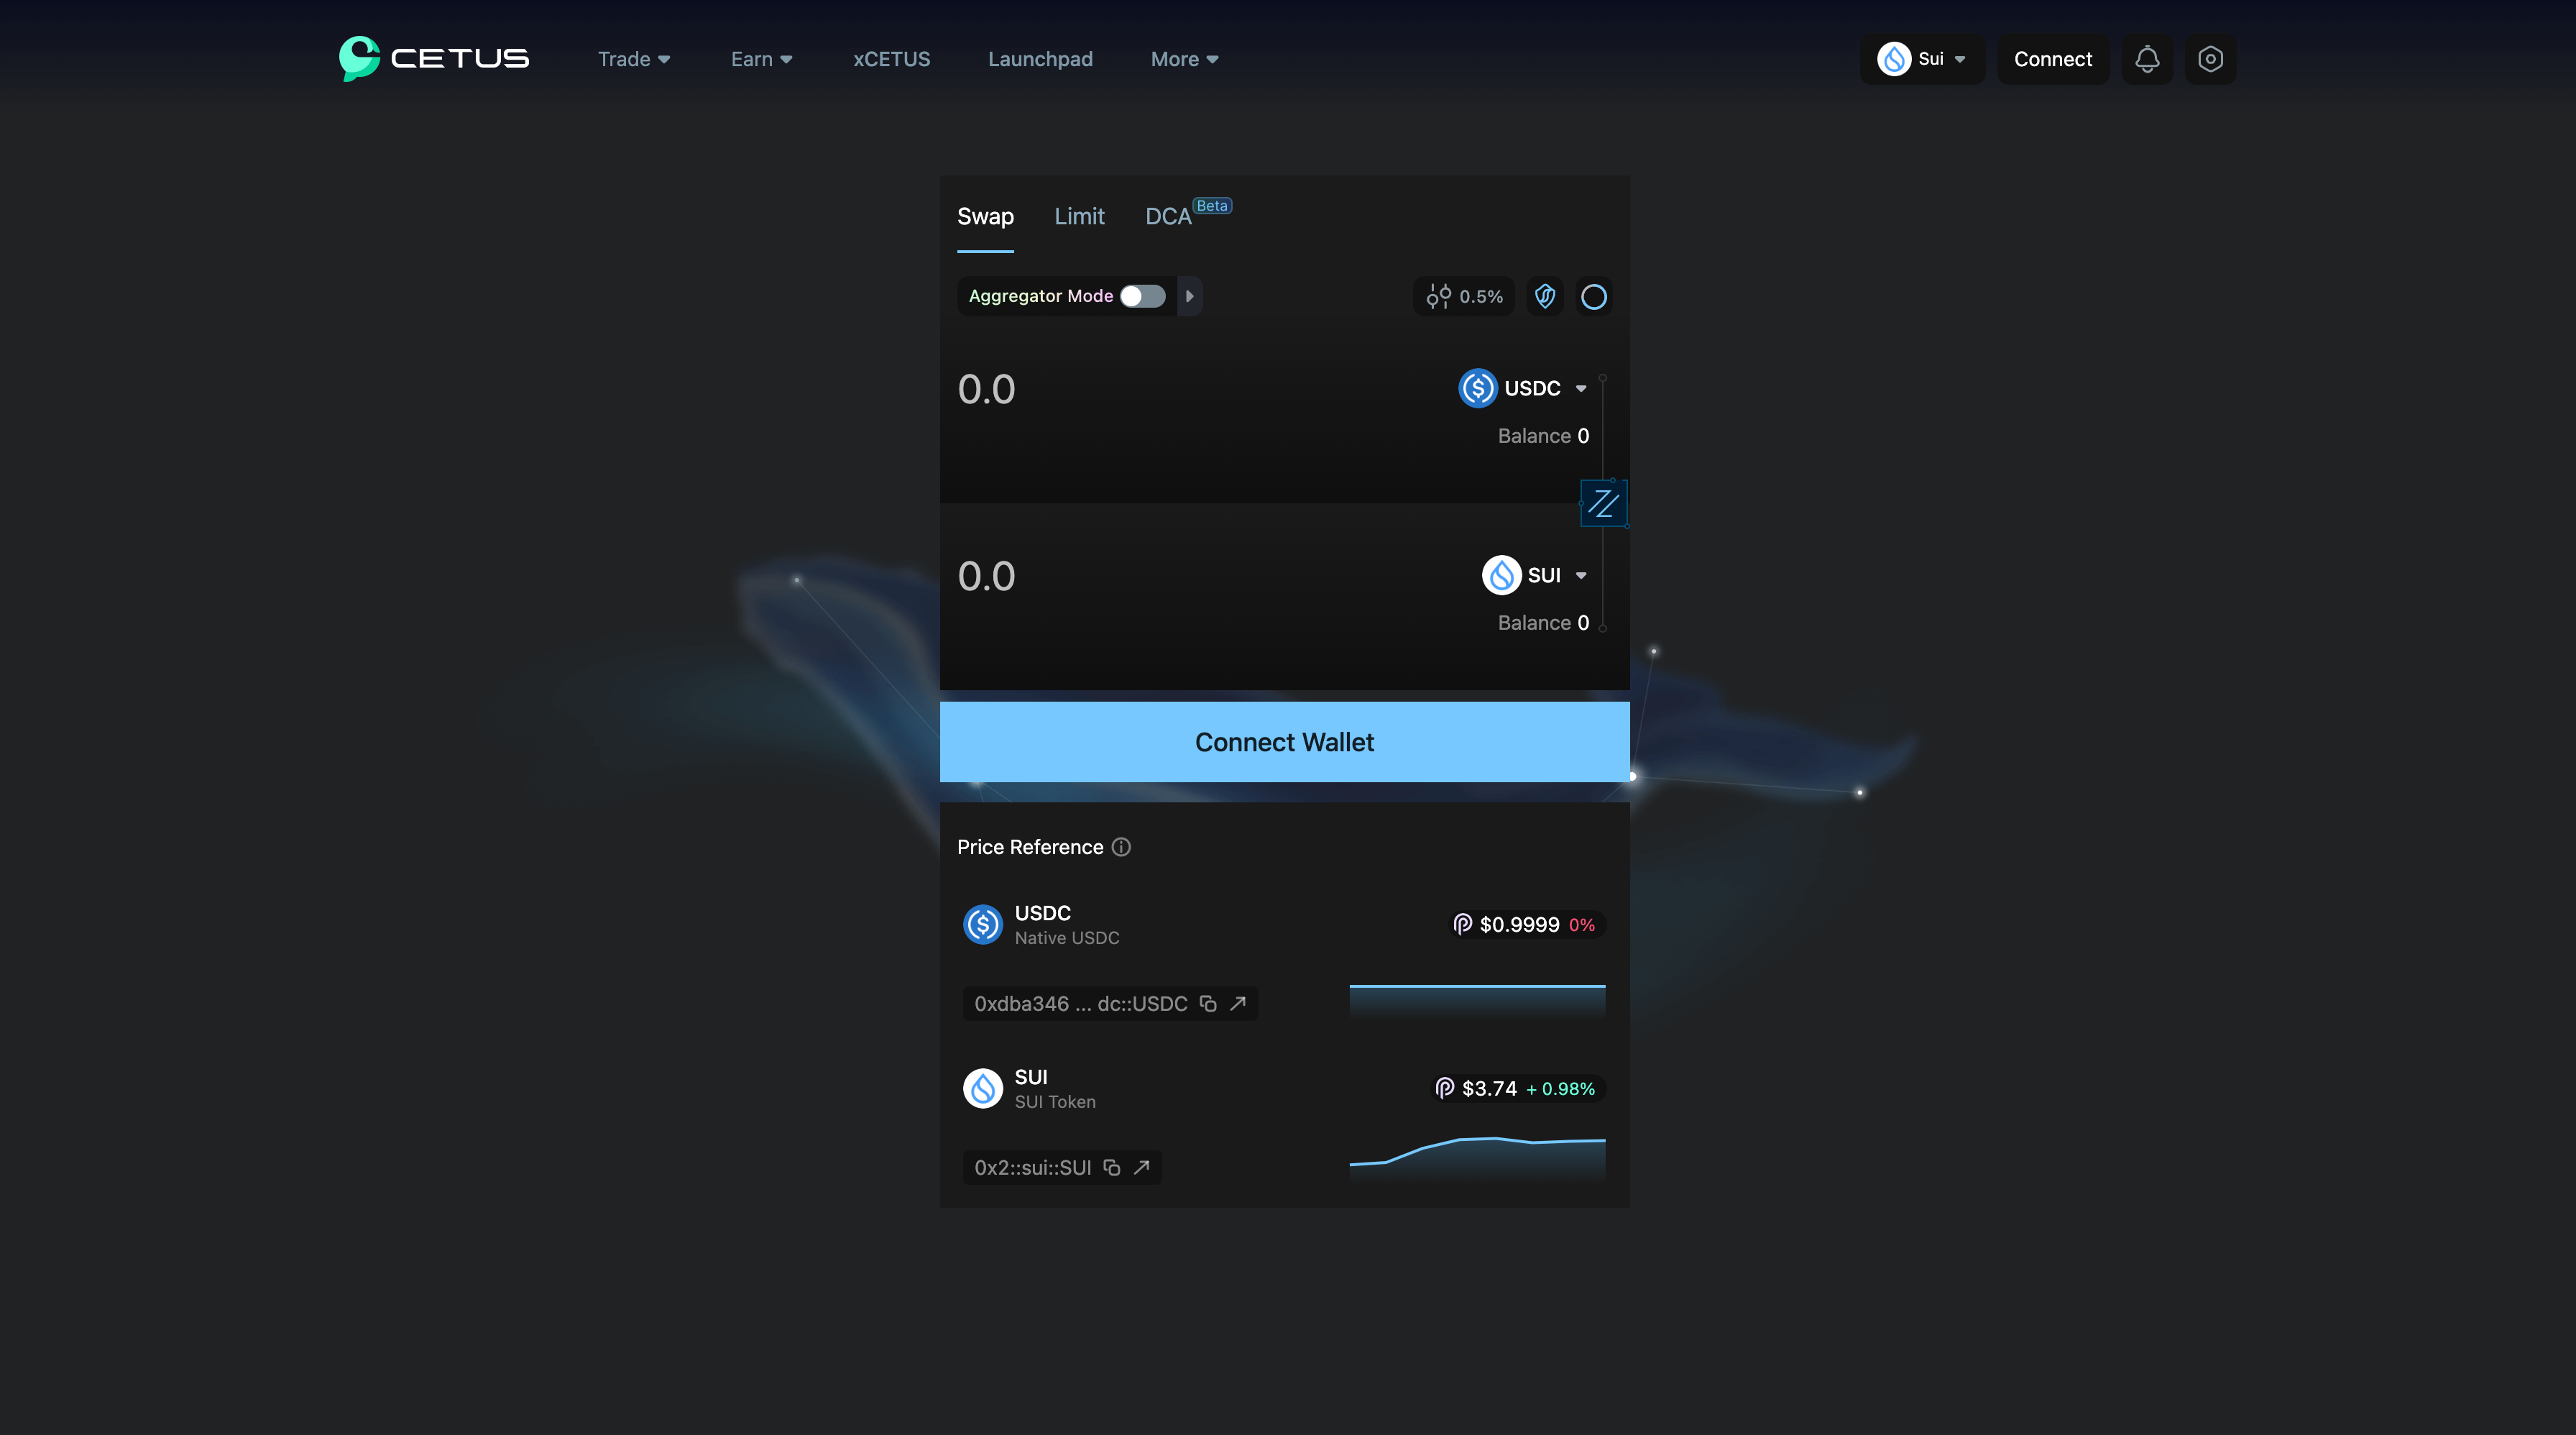 CETUS
Trade
Earn
xCETUS
Launchpad
More
Sui
Connect
Swap
Limit
DCA
Beta
Aggregator Mode
0.5%
0.0
USDC
Balance 0
0.0
SUI
Balance 0
Connect Wallet
Price Reference
USDC
Native USDC
$0.9999 0%
0xdba346 ... dc::USDC
SUI
SUI Token
$3.74 + 0.98%
0x2::sui::SUI